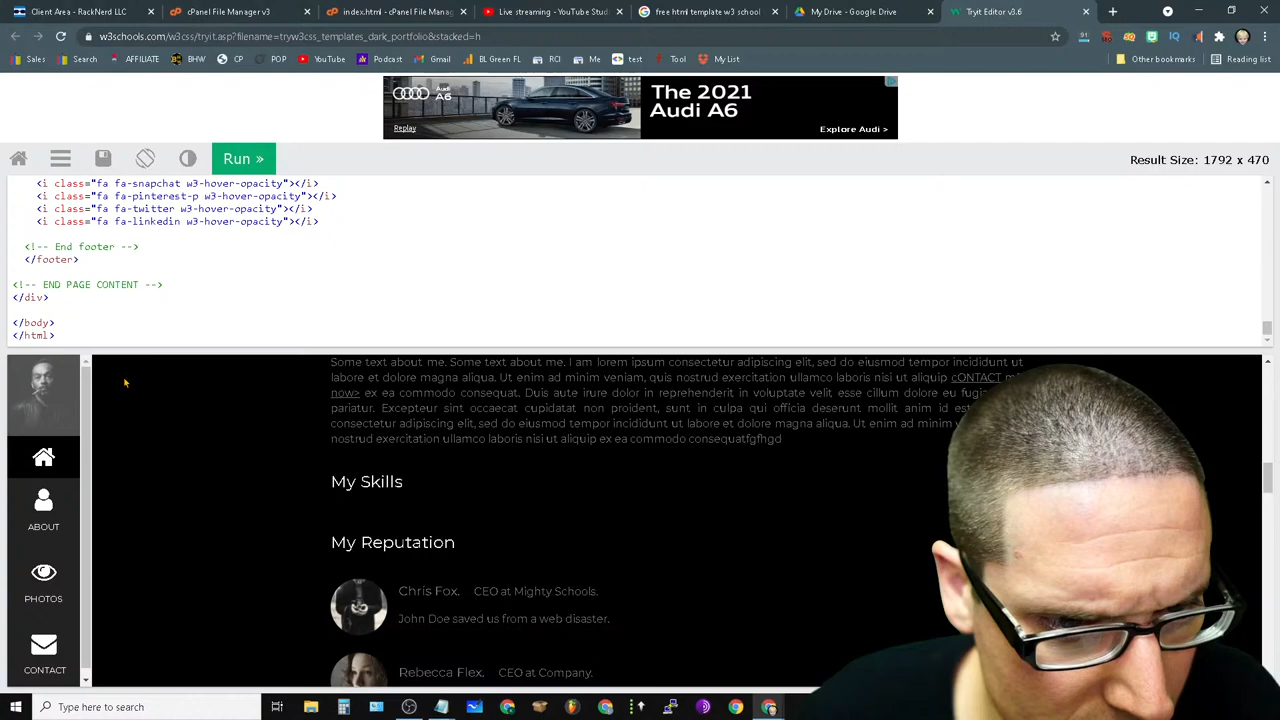 Client Area - RackNerd LLC
cPanel File Manager v3
index.html - cPanel File Manag
Live streaming - YouTube Stud
free html template w3 school
My Drive - Google Drive
Tryit Editor v3.6
w3schools.com/w3css/tryit.asp?filename=tryw3css_templates_dark_portfolio&stacked=h
Sales
Search
AFFILIATE
BHW
CP
POP
YouTube
Podcast
Gmail
BL Green FL
RCI
Me
test
Tool
My List
Other bookmarks
Reading list
Audi
A6
Replay
The 2021
Audi A6
Explore Audi >
Run »
Result Size: 1792 x 470
<i class="fa fa-snapchat w3-hover-opacity"></i>
<i class="fa fa-pinterest-p w3-hover-opacity"></i>
<i class="fa fa-twitter w3-hover-opacity"></i>
<i class="fa fa-linkedin w3-hover-opacity"></i>
<!-- End footer -->
</footer>
<!-- END PAGE CONTENT -->
</div>
</body>
</html>
ABOUT
PHOTOS
CONTACT
Some text about me. Some text about me. I am lorem ipsum consectetur adipiscing elit, sed do eiusmod tempor incididunt ut
labore et dolore magna aliqua. Ut enim ad minim veniam, quis nostrud exercitation ullamco laboris nisi ut aliquip cONTACT
now> ex ea commodo consequat. Duis aute irure dolor in reprehenderit in voluptate velit esse cillum dolore eu
pariatur. Excepteur sint occaecat cupidatat non proident, sunt in culpa qui officia deserunt mollit anim id
consectetur adipiscing elit, sed do eiusmod tempor incididunt ut labore et dolore magna aliqua. Ut enim ad minim
nostrud exercitation ullamco laboris nisi ut aliquip ex ea commodo consequatfgfhgd
My Skills
My Reputation
Chris Fox. CEO at Mighty Schools.
John Doe saved us from a web disaster.
Rebecca Flex. CEO at Company.
Type here to search